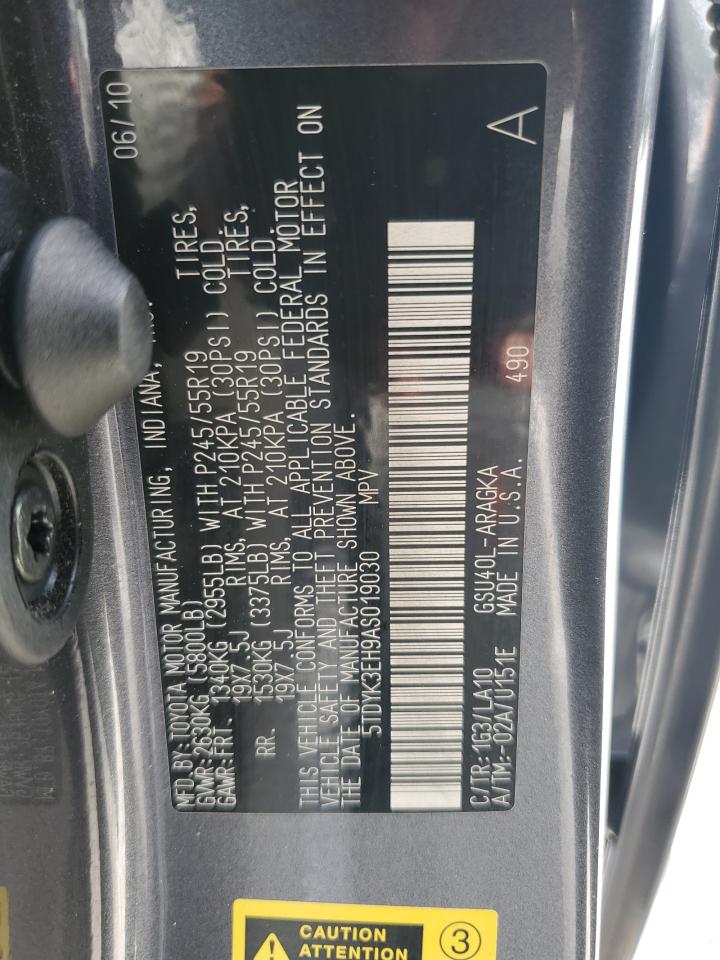 MFD.BY: TOYOTA MOTOR MANUFACTURING, INDIANA, 06/10
GVWR: 2630KG (5800LB)
GAWR: FRT. 1340KG (2955LB) WITH P245/55R19 TIRES,
19X7.5J RIMS, AT 210KPA (30PSI) COLD.
RR. 1530KG (3375LB) WITH P245/55R19 TIRES,
19X7.5J RIMS, AT 210KPA (30PSI) COLD.
THIS VEHICLE CONFORMS TO ALL APPLICABLE FEDERAL MOTOR
VEHICLE SAFETY AND THEFT PREVENTION STANDARDS IN EFFECT ON
THE DATE OF MANUFACTURE SHOWN ABOVE.
5TDYK3EH9AS019030 MPV
C/TR: 1G3/LA10 GSU40L-ARAGKA 490
A/TM:-02A/U151E MADE IN U.S.A. A
CAUTION
ATTENTION
3